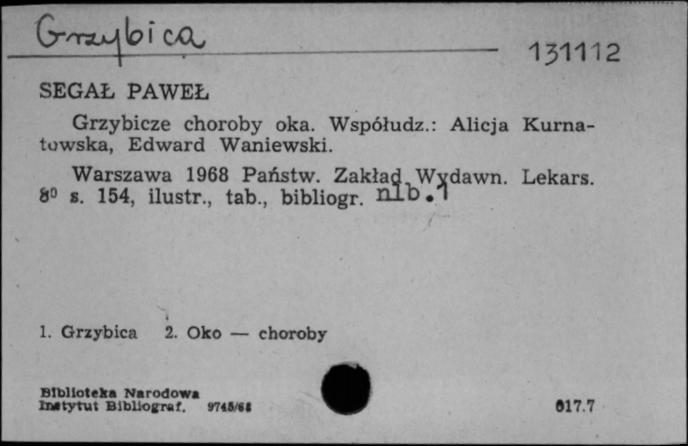 Grzybica
131112
SEGAŁ PAWEŁ
Grzybicze choroby oka. Współudz.: Alicja Kurna-
towska, Edward Waniewski.
Warszawa 1968 Państw. Zakład Wydawn. Lekars.
8⁰ s. 154, ilustr., tab., bibliogr. nlb. 1
1. Grzybica 2. Oko — choroby
Biblioteka Narodowa
Instytut Bibliograf. 9745/68
617.7